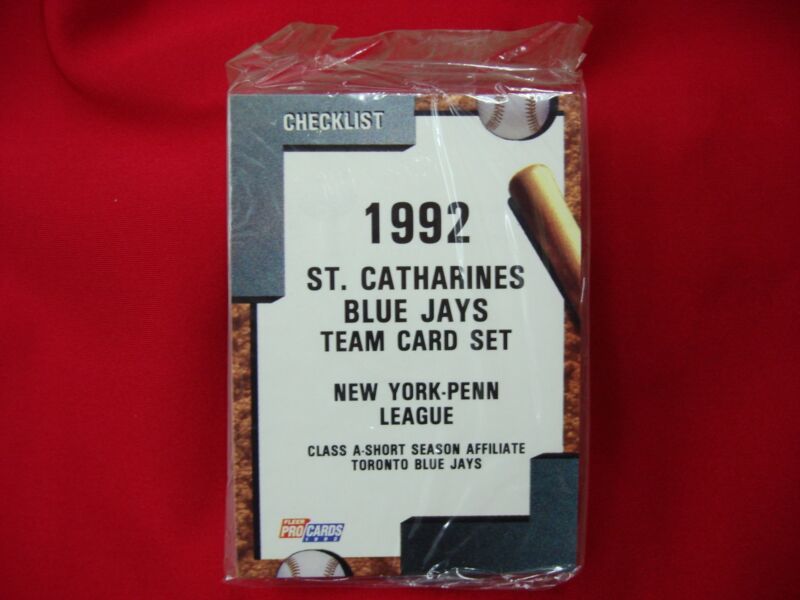 CHECKLIST
1992
ST. CATHARINES
BLUE JAYS
TEAM CARD SET
NEW YORK-PENN
LEAGUE
CLASS A-SHORT SEASON AFFILIATE
TORONTO BLUE JAYS
FLEER
PRO CARDS
1992